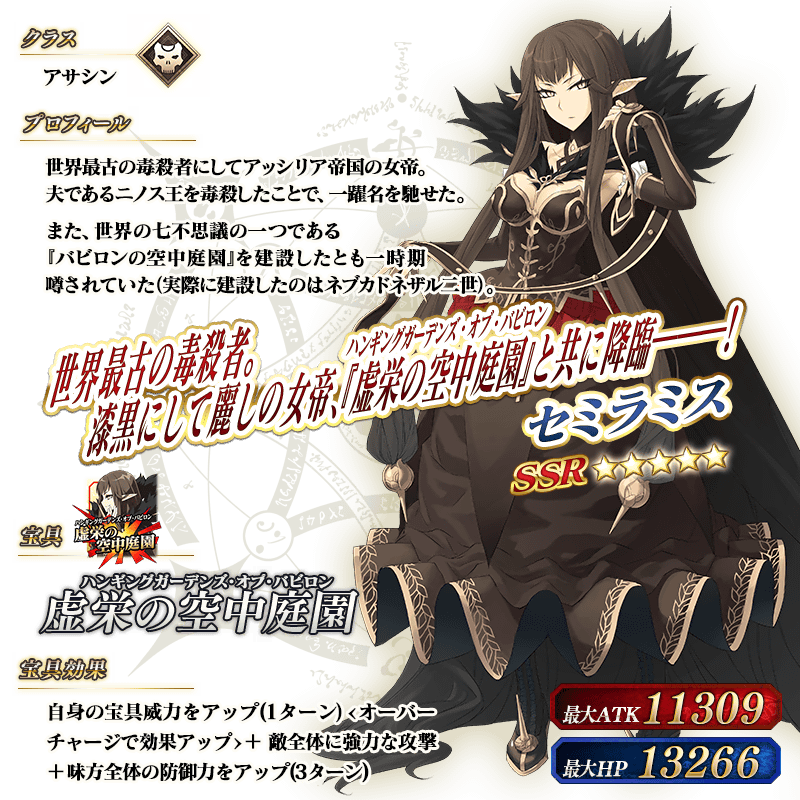 クラス
アサシン
プロフィール
世界最古の毒殺者にしてアッシリア帝国の女帝。
夫であるニノス王を毒殺したことで、一躍名を馳せた。
また、世界の七不思議の一つである
『バビロンの空中庭園』を建設したとも一時期
噂されていた(実際に建設したのはネブカドネザル二世)。
世界最古の毒殺者。
ハンギングガーデンズ・オブ・バビロン
漆黒にして麗しの女帝、『虚栄の空中庭園』と共に降臨――!
セミラミス
SSR
宝具
ハンギングガーデンズ・オブ・バビロン
虚栄の
空中庭園
ハンギングガーデンズ・オブ・バビロン
虚栄の空中庭園
宝具効果
自身の宝具威力をアップ(1ターン)<オーバー
チャージで効果アップ>＋ 敵全体に強力な攻撃
＋味方全体の防御力をアップ(3ターン)
最大ATK 11309
最大HP 13266